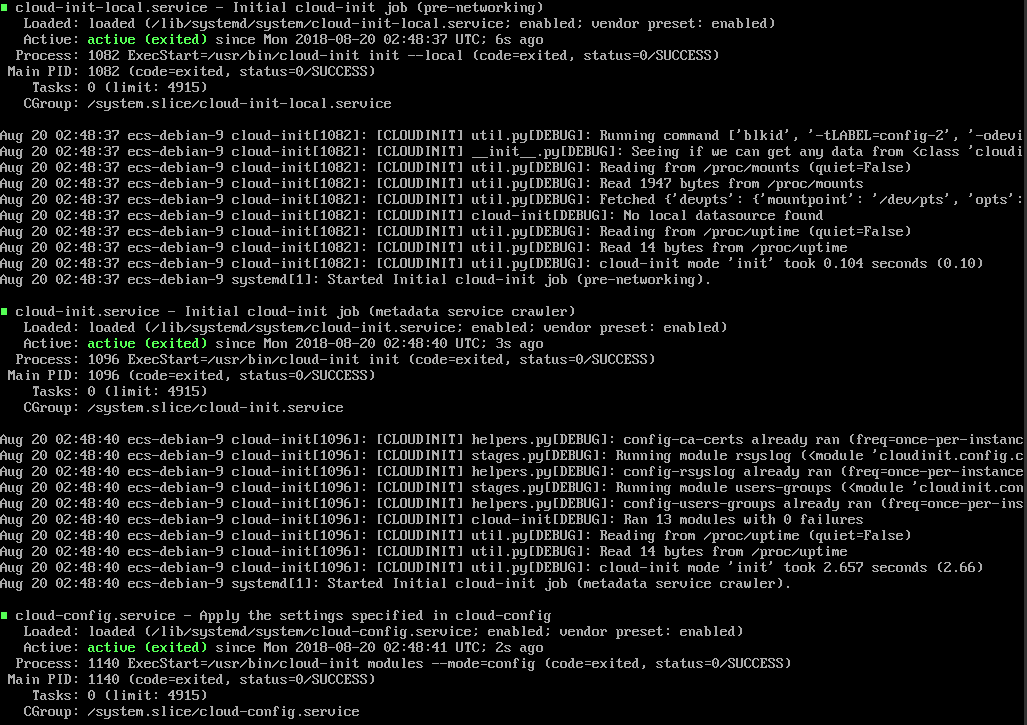 cloud-init-local.service - Initial cloud-init job (pre-networking)
Loaded: loaded (/lib/systemd/system/cloud-init-local.service; enabled; vendor preset: enabled)
Active: active (exited) since Mon 2018-08-20 02:48:37 UTC; 6s ago
Process: 1082 ExecStart=/usr/bin/cloud-init init --local (code=exited, status=0/SUCCESS)
Main PID: 1082 (code=exited, status=0/SUCCESS)
Tasks: 0 (limit: 4915)
CGroup: /system.slice/cloud-init-local.service
Aug 20 02:48:37 ecs-debian-9 cloud-init[1082]: [CLOUDINIT] util.py[DEBUG]: Running command ['blkid', '-tLABEL=config-2', '-odevi
Aug 20 02:48:37 ecs-debian-9 cloud-init[1082]: [CLOUDINIT] __init__.py[DEBUG]: Seeing if we can get any data from <class 'cloudi
Aug 20 02:48:37 ecs-debian-9 cloud-init[1082]: [CLOUDINIT] util.py[DEBUG]: Reading from /proc/mounts (quiet=False)
Aug 20 02:48:37 ecs-debian-9 cloud-init[1082]: [CLOUDINIT] util.py[DEBUG]: Read 1947 bytes from /proc/mounts
Aug 20 02:48:37 ecs-debian-9 cloud-init[1082]: [CLOUDINIT] util.py[DEBUG]: Fetched {'devpts': {'mountpoint': '/dev/pts', 'opts':
Aug 20 02:48:37 ecs-debian-9 cloud-init[1082]: [CLOUDINIT] cloud-init[DEBUG]: No local datasource found
Aug 20 02:48:37 ecs-debian-9 cloud-init[1082]: [CLOUDINIT] util.py[DEBUG]: Reading from /proc/uptime (quiet=False)
Aug 20 02:48:37 ecs-debian-9 cloud-init[1082]: [CLOUDINIT] util.py[DEBUG]: Read 14 bytes from /proc/uptime
Aug 20 02:48:37 ecs-debian-9 cloud-init[1082]: [CLOUDINIT] util.py[DEBUG]: cloud-init mode 'init' took 0.104 seconds (0.10)
Aug 20 02:48:37 ecs-debian-9 systemd[1]: Started Initial cloud-init job (pre-networking).
cloud-init.service - Initial cloud-init job (metadata service crawler)
Loaded: loaded (/lib/systemd/system/cloud-init.service; enabled; vendor preset: enabled)
Active: active (exited) since Mon 2018-08-20 02:48:40 UTC; 3s ago
Process: 1096 ExecStart=/usr/bin/cloud-init init (code=exited, status=0/SUCCESS)
Main PID: 1096 (code=exited, status=0/SUCCESS)
Tasks: 0 (limit: 4915)
CGroup: /system.slice/cloud-init.service
Aug 20 02:48:40 ecs-debian-9 cloud-init[1096]: [CLOUDINIT] helpers.py[DEBUG]: config-ca-certs already ran (freq=once-per-instanc
Aug 20 02:48:40 ecs-debian-9 cloud-init[1096]: [CLOUDINIT] stages.py[DEBUG]: Running module rsyslog (<module 'cloudinit.config.c
Aug 20 02:48:40 ecs-debian-9 cloud-init[1096]: [CLOUDINIT] helpers.py[DEBUG]: config-rsyslog already ran (freq=once-per-instance
Aug 20 02:48:40 ecs-debian-9 cloud-init[1096]: [CLOUDINIT] stages.py[DEBUG]: Running module users-groups (<module 'cloudinit.con
Aug 20 02:48:40 ecs-debian-9 cloud-init[1096]: [CLOUDINIT] helpers.py[DEBUG]: config-users-groups already ran (freq=once-per-ins
Aug 20 02:48:40 ecs-debian-9 cloud-init[1096]: [CLOUDINIT] cloud-init[DEBUG]: Ran 13 modules with 0 failures
Aug 20 02:48:40 ecs-debian-9 cloud-init[1096]: [CLOUDINIT] util.py[DEBUG]: Reading from /proc/uptime (quiet=False)
Aug 20 02:48:40 ecs-debian-9 cloud-init[1096]: [CLOUDINIT] util.py[DEBUG]: Read 14 bytes from /proc/uptime
Aug 20 02:48:40 ecs-debian-9 cloud-init[1096]: [CLOUDINIT] util.py[DEBUG]: cloud-init mode 'init' took 2.657 seconds (2.66)
Aug 20 02:48:40 ecs-debian-9 systemd[1]: Started Initial cloud-init job (metadata service crawler).
cloud-config.service - Apply the settings specified in cloud-config
Loaded: loaded (/lib/systemd/system/cloud-config.service; enabled; vendor preset: enabled)
Active: active (exited) since Mon 2018-08-20 02:48:41 UTC; 2s ago
Process: 1140 ExecStart=/usr/bin/cloud-init modules --mode=config (code=exited, status=0/SUCCESS)
Main PID: 1140 (code=exited, status=0/SUCCESS)
Tasks: 0 (limit: 4915)
CGroup: /system.slice/cloud-config.service